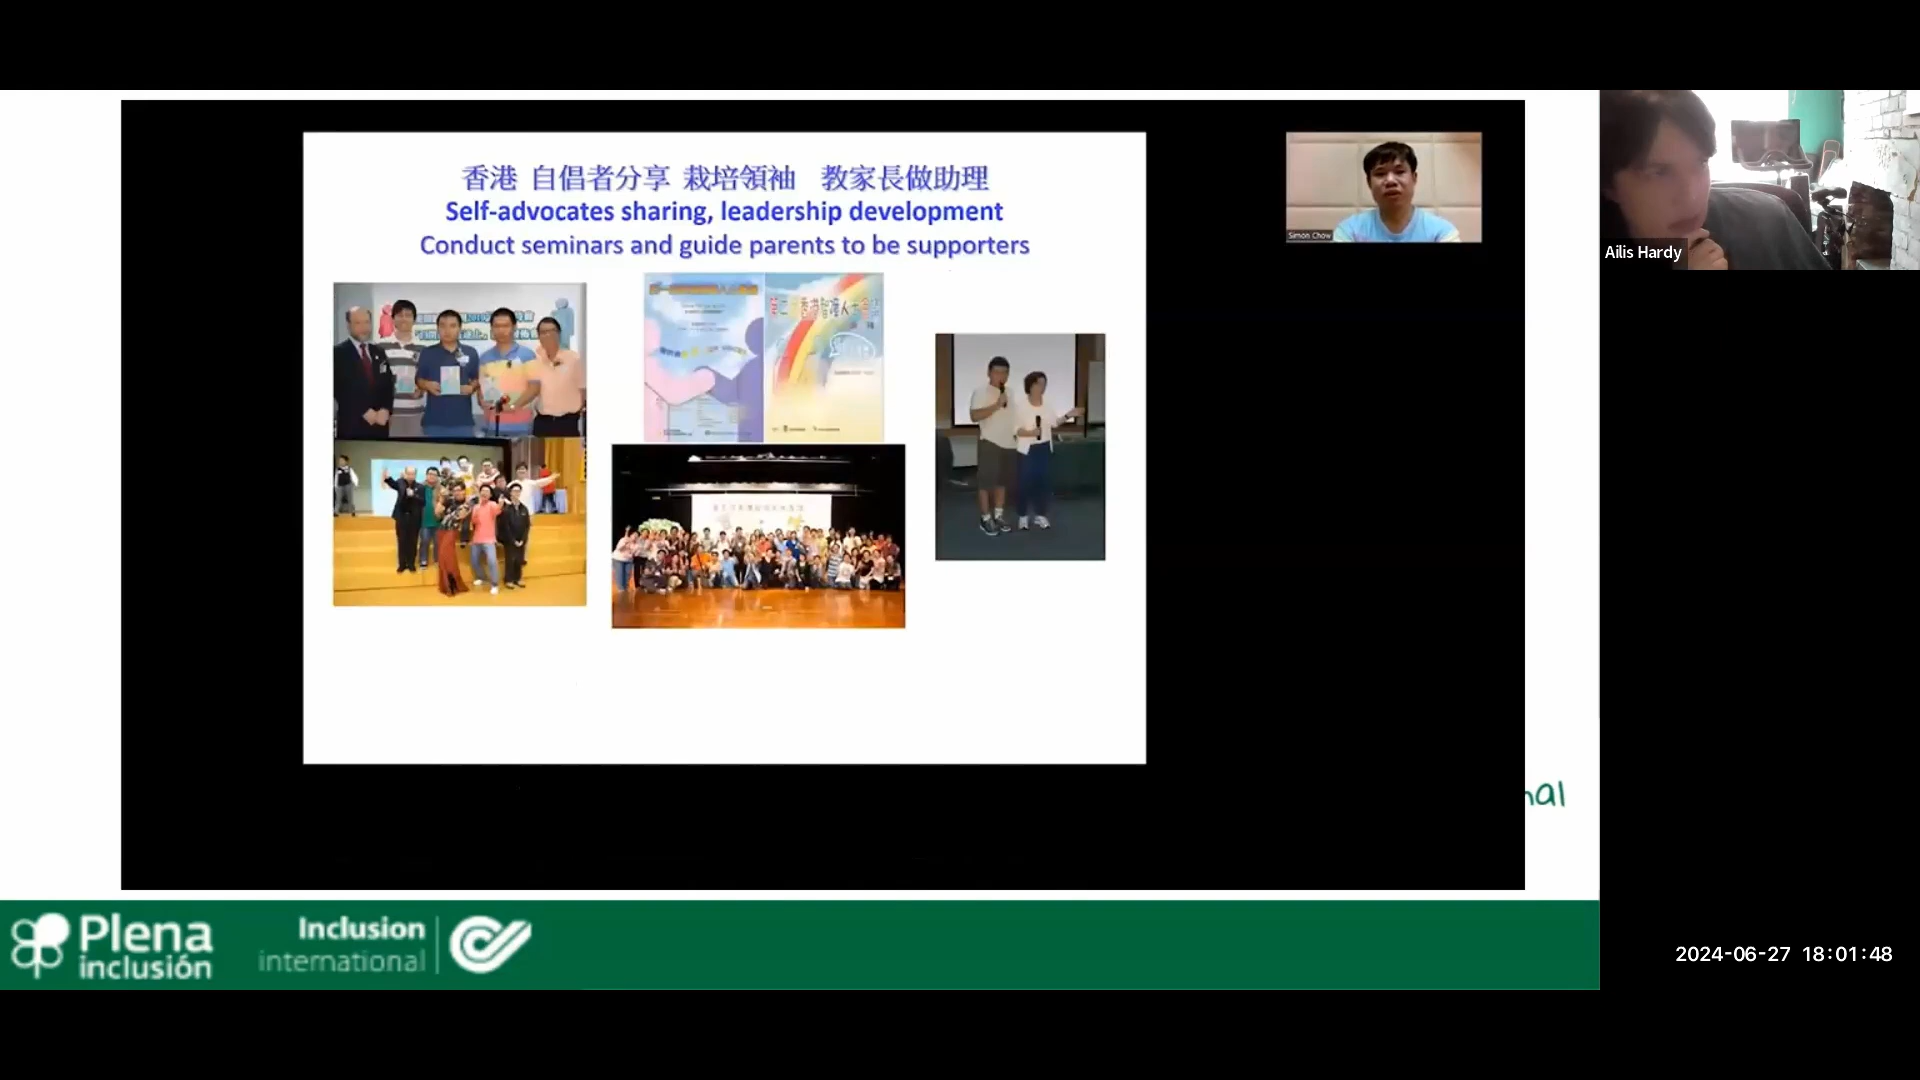 香港 自倡者分享 栽培領袖 教家長做助理
Self-advocates sharing, leadership development
Conduct seminars and guide parents to be supporters
Simon Chow
Ailis Hardy
nal
Plena
inclusión
Inclusion
international
2024-06-27 18:01:48